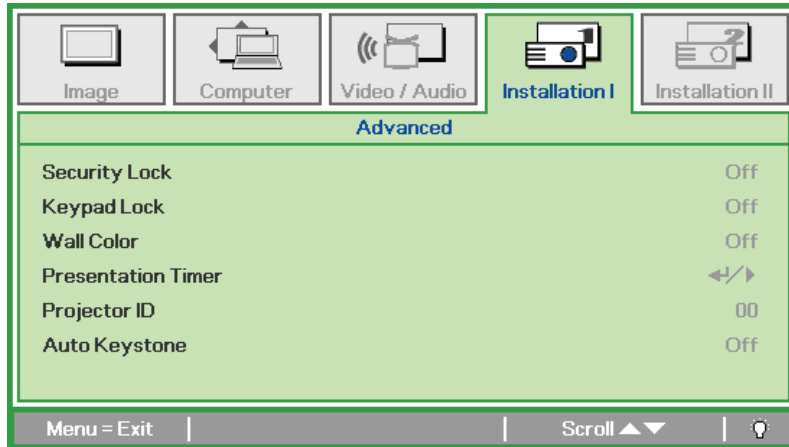 Image Computer Video / Audio Installation I Installation II
Advanced
Security Lock Off
Keypad Lock Off
Wall Color Off
Presentation Timer ↵/▶
Projector ID 00
Auto Keystone Off
Menu = Exit Scroll ▲▼